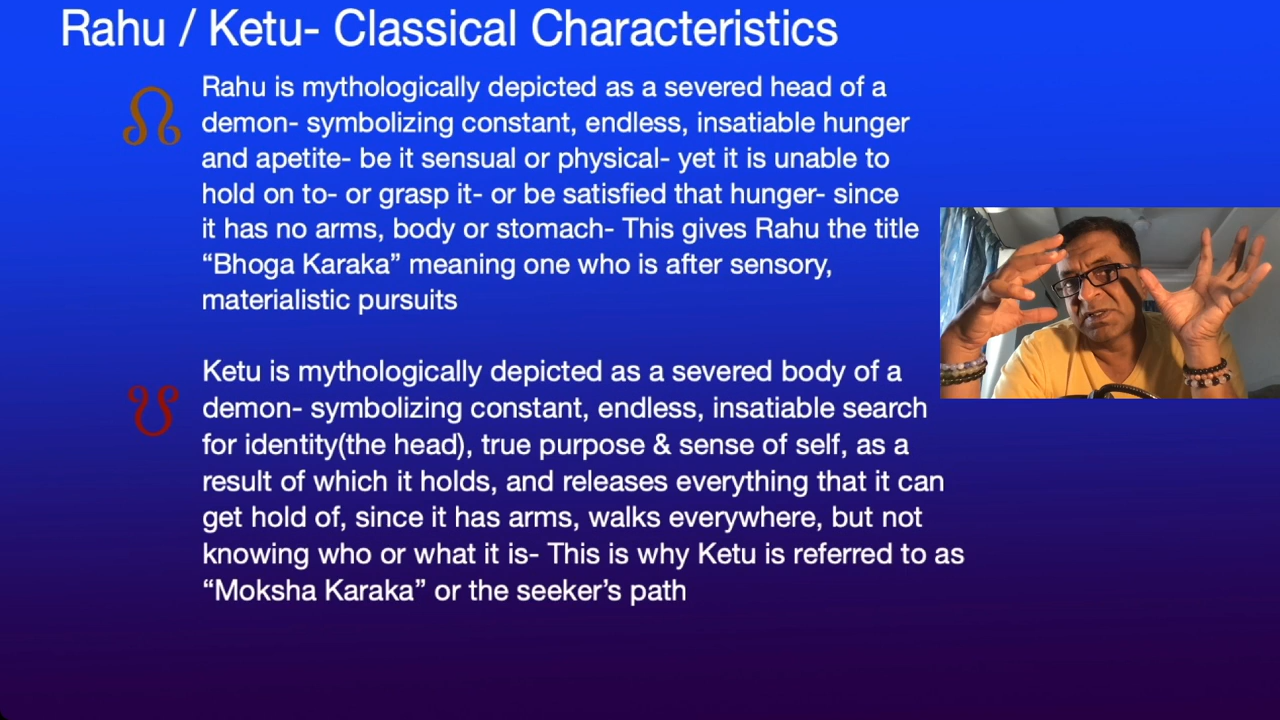 Rahu / Ketu- Classical Characteristics
Rahu is mythologically depicted as a severed head of a
demon- symbolizing constant, endless, insatiable hunger
and apetite- be it sensual or physical- yet it is unable to
hold on to- or grasp it- or be satisfied that hunger- since
it has no arms, body or stomach- This gives Rahu the title
“Bhoga Karaka” meaning one who is after sensory,
materialistic pursuits
Ketu is mythologically depicted as a severed body of a
demon- symbolizing constant, endless, insatiable search
for identity(the head), true purpose & sense of self, as a
result of which it holds, and releases everything that it can
get hold of, since it has arms, walks everywhere, but not
knowing who or what it is- This is why Ketu is referred to as
“Moksha Karaka” or the seeker’s path